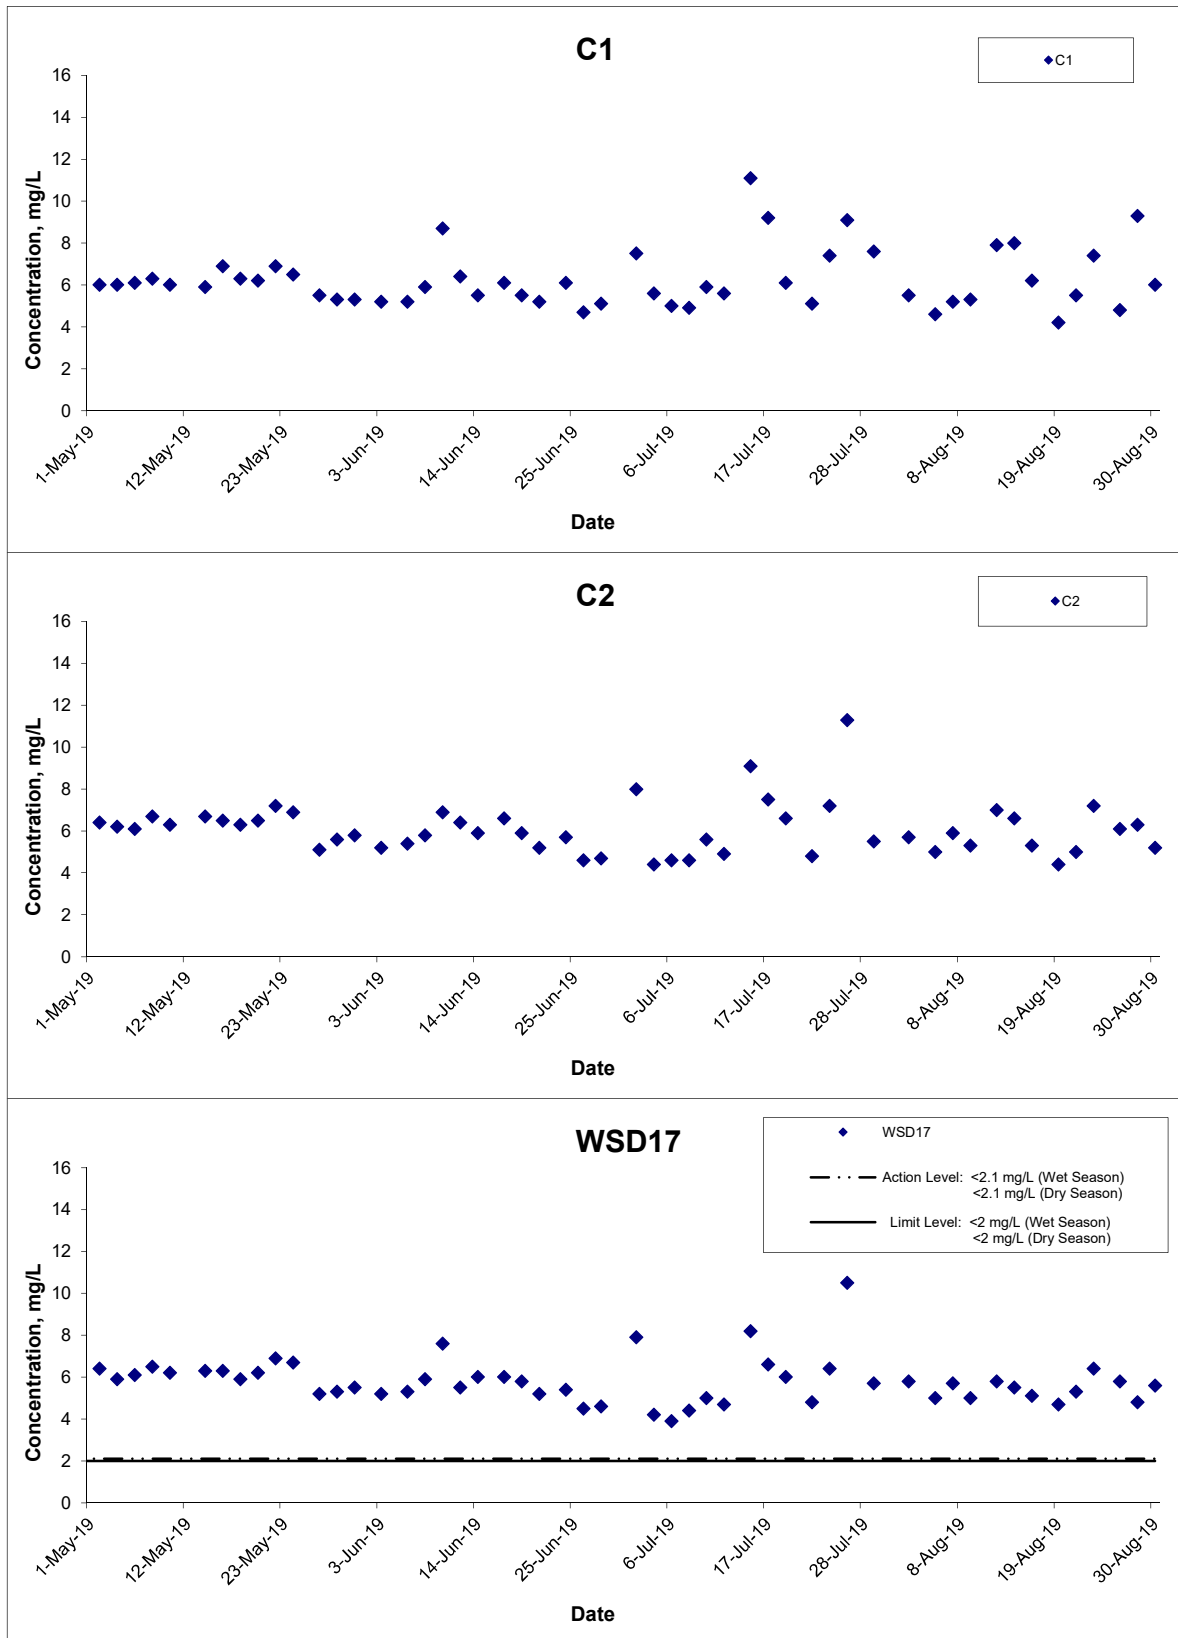 C1
C1
Concentration, mg/L
16
14
12
10
8
6
4
2
0
1-May-19
12-May-19
23-May-19
3-Jun-19
14-Jun-19
25-Jun-19
6-Jul-19
17-Jul-19
28-Jul-19
8-Aug-19
19-Aug-19
30-Aug-19
Date
C2
C2
Concentration, mg/L
16
14
12
10
8
6
4
2
0
1-May-19
12-May-19
23-May-19
3-Jun-19
14-Jun-19
25-Jun-19
6-Jul-19
17-Jul-19
28-Jul-19
8-Aug-19
19-Aug-19
30-Aug-19
Date
WSD17
WSD17
Action Level: <2.1 mg/L (Wet Season)
<2.1 mg/L (Dry Season)
Limit Level: <2 mg/L (Wet Season)
<2 mg/L (Dry Season)
Concentration, mg/L
16
14
12
10
8
6
4
2
0
1-May-19
12-May-19
23-May-19
3-Jun-19
14-Jun-19
25-Jun-19
6-Jul-19
17-Jul-19
28-Jul-19
8-Aug-19
19-Aug-19
30-Aug-19
Date